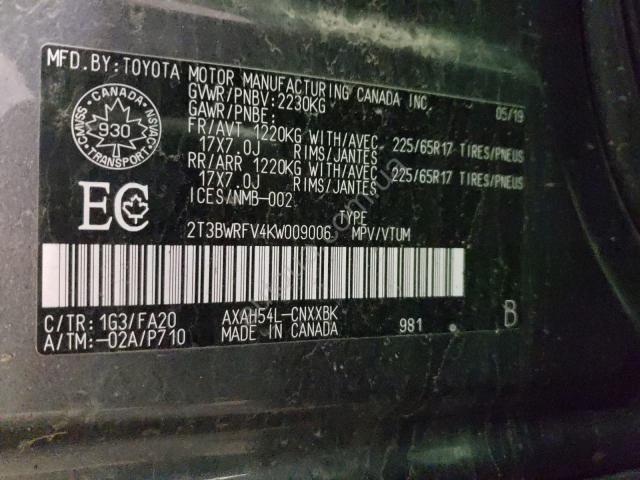 MFD.BY:TOYOTA MOTOR MANUFACTURING CANADA INC.
GVWR/PNBV:2230KG 05/19
GAWR/PNBE:
FR/AVT 1220KG WITH/AVEC 225/65R17 TIRES/PNEUS
17X7.0J RIMS/JANTES
RR/ARR 1220KG WITH/AVEC 225/65R17 TIRES/PNEUS
17X7.0J RIMS/JANTES
ICES/NMB-002
CANADA
CMVSS NSVAC
930
TRANSPORT
EC
TYPE
2T3BWRFV4KW009006 MPV/VTUM
C/TR: 1G3/FA20 AXAH54L-CNXXBK
A/TM:-02A/P710 MADE IN CANADA 981 B